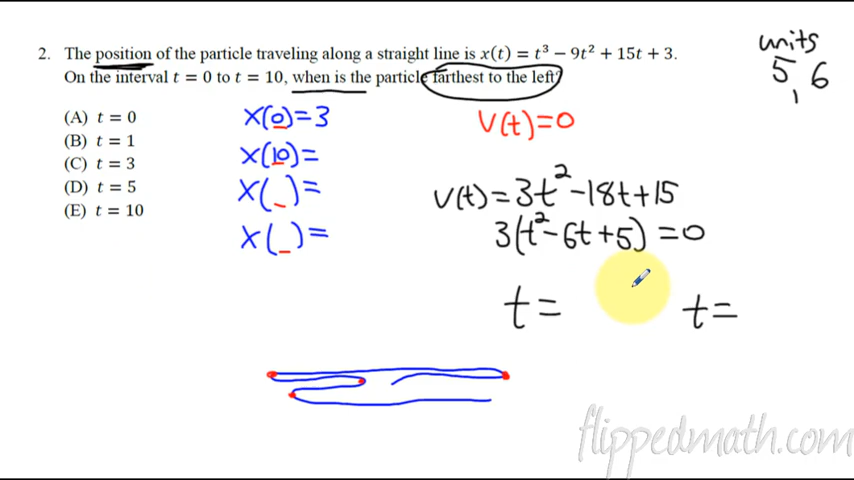 units
5, 6
2. The position of the particle traveling along a straight line is x(t) = t³ − 9t² + 15t + 3.
On the interval t = 0 to t = 10, when is the particle farthest to the left?
(A) t = 0
(B) t = 1
(C) t = 3
(D) t = 5
(E) t = 10
x(0)=3
x(10)=
x(_)=
x(_)=
v(t)=0
v(t)=3t²-18t+15
3(t²-6t+5)=0
t=
t=
flippedmath.com